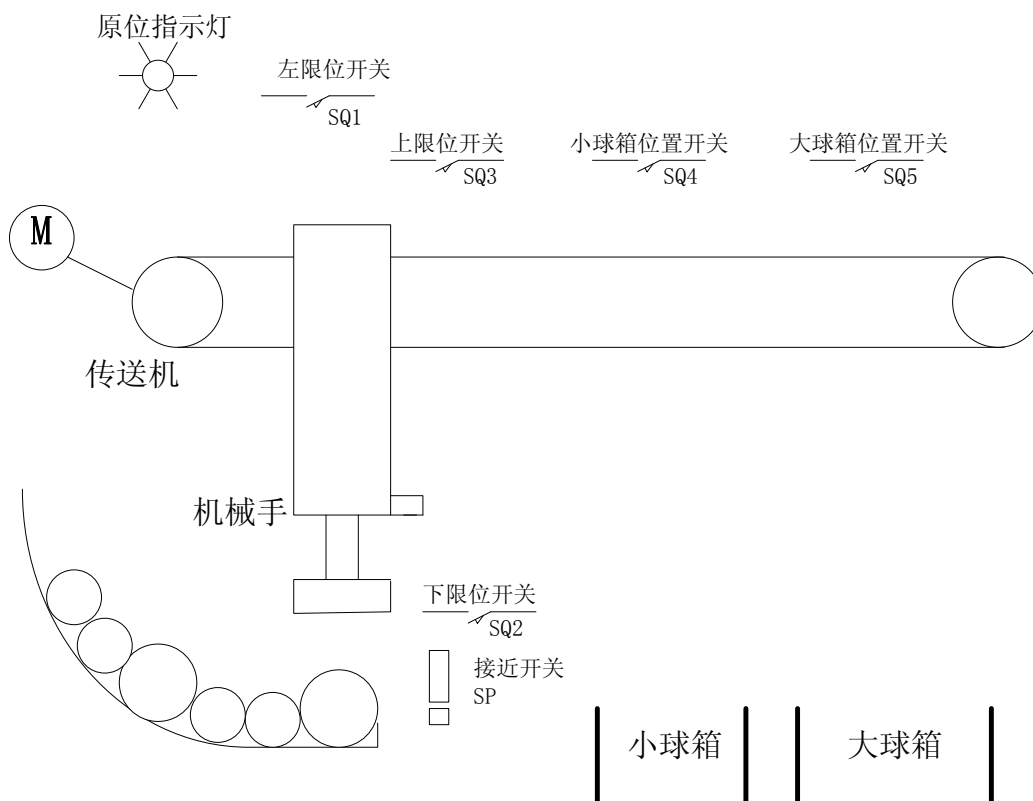 原位指示灯
左限位开关
SQ1
上限位开关
SQ3
小球箱位置开关
SQ4
大球箱位置开关
SQ5
M
传送机
机械手
下限位开关
SQ2
接近开关
SP
小球箱
大球箱